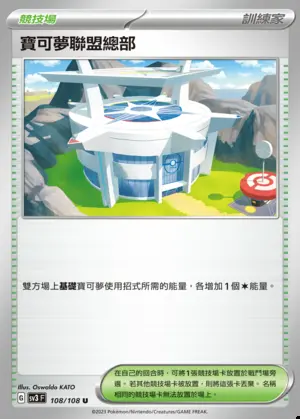 競技場
訓練家
寶可夢聯盟總部
雙方場上基礎寶可夢使用招式所需的能量，各增加1個✴能量。
Illus. Oswaldo KATO
在自己的回合時，可將1張競技場卡放置於戰鬥場旁
邊。若其他競技場卡被放置，則將這張卡丟棄。名
稱相同的競技場卡無法放置於場上。
G SV3 F 108/108 U
©2023 Pokémon/Nintendo/Creatures/GAME FREAK.